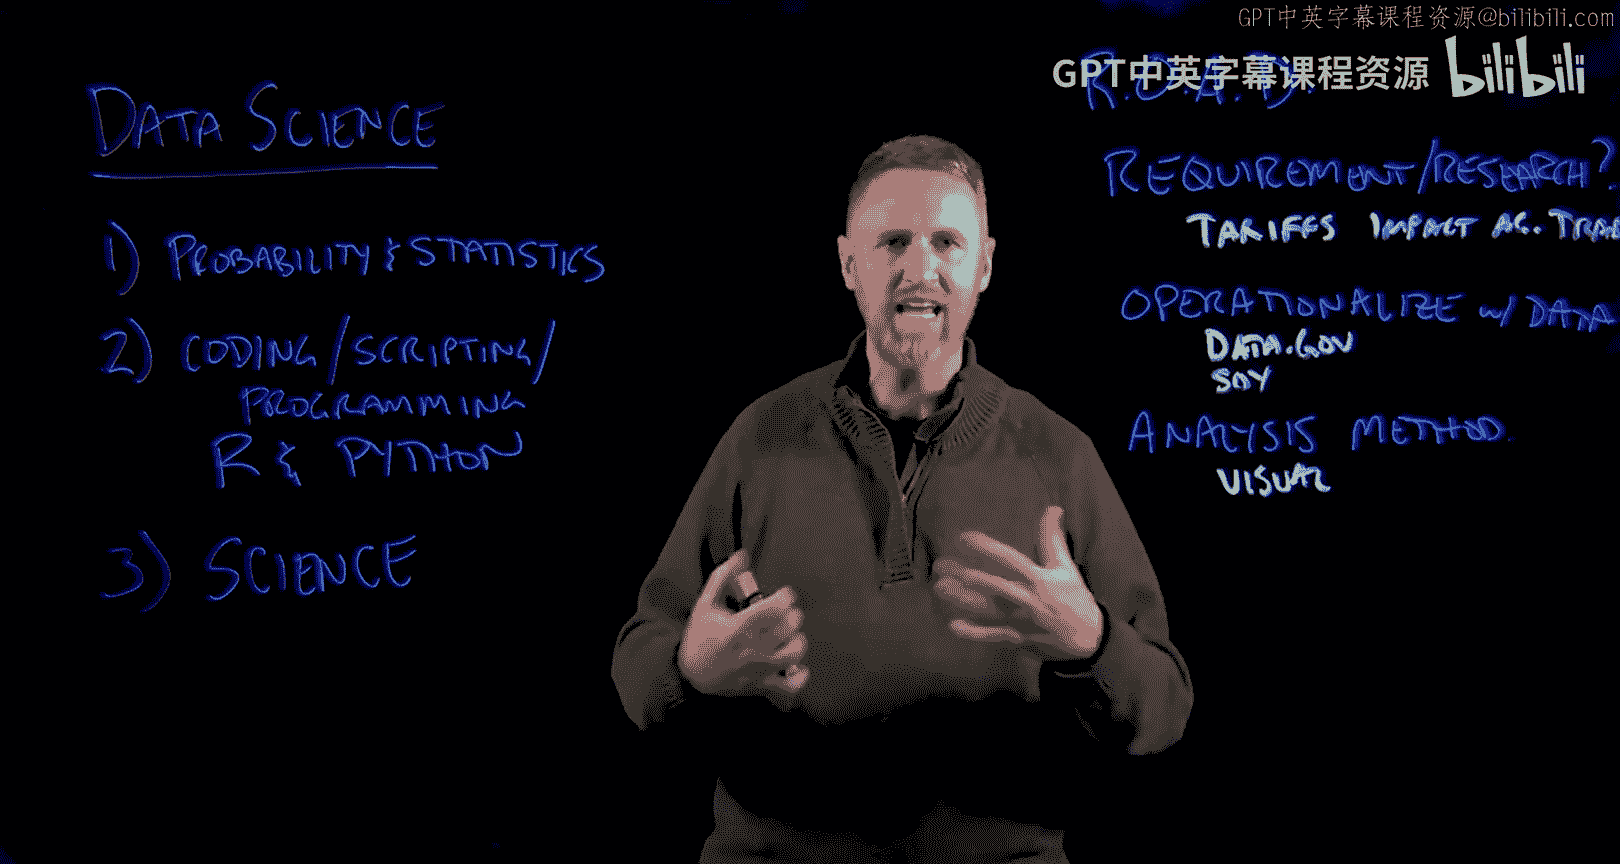 GPT中英字幕课程资源@bilibili.com
GPT中英字幕课程资源 bilibili
DATA SCIENCE
1) PROBABILITY & STATISTICS
2) CODING/SCRIPTING/
PROGRAMMING
R & PYTHON
3) SCIENCE
R.O.A.D.
REQUIREMENT/RESEARCH?
TARIFFS IMPACT AG.
OPERATIONALIZE w/ DATA
DATA.GOV
SOY
ANALYSIS METHOD.
VISUAL